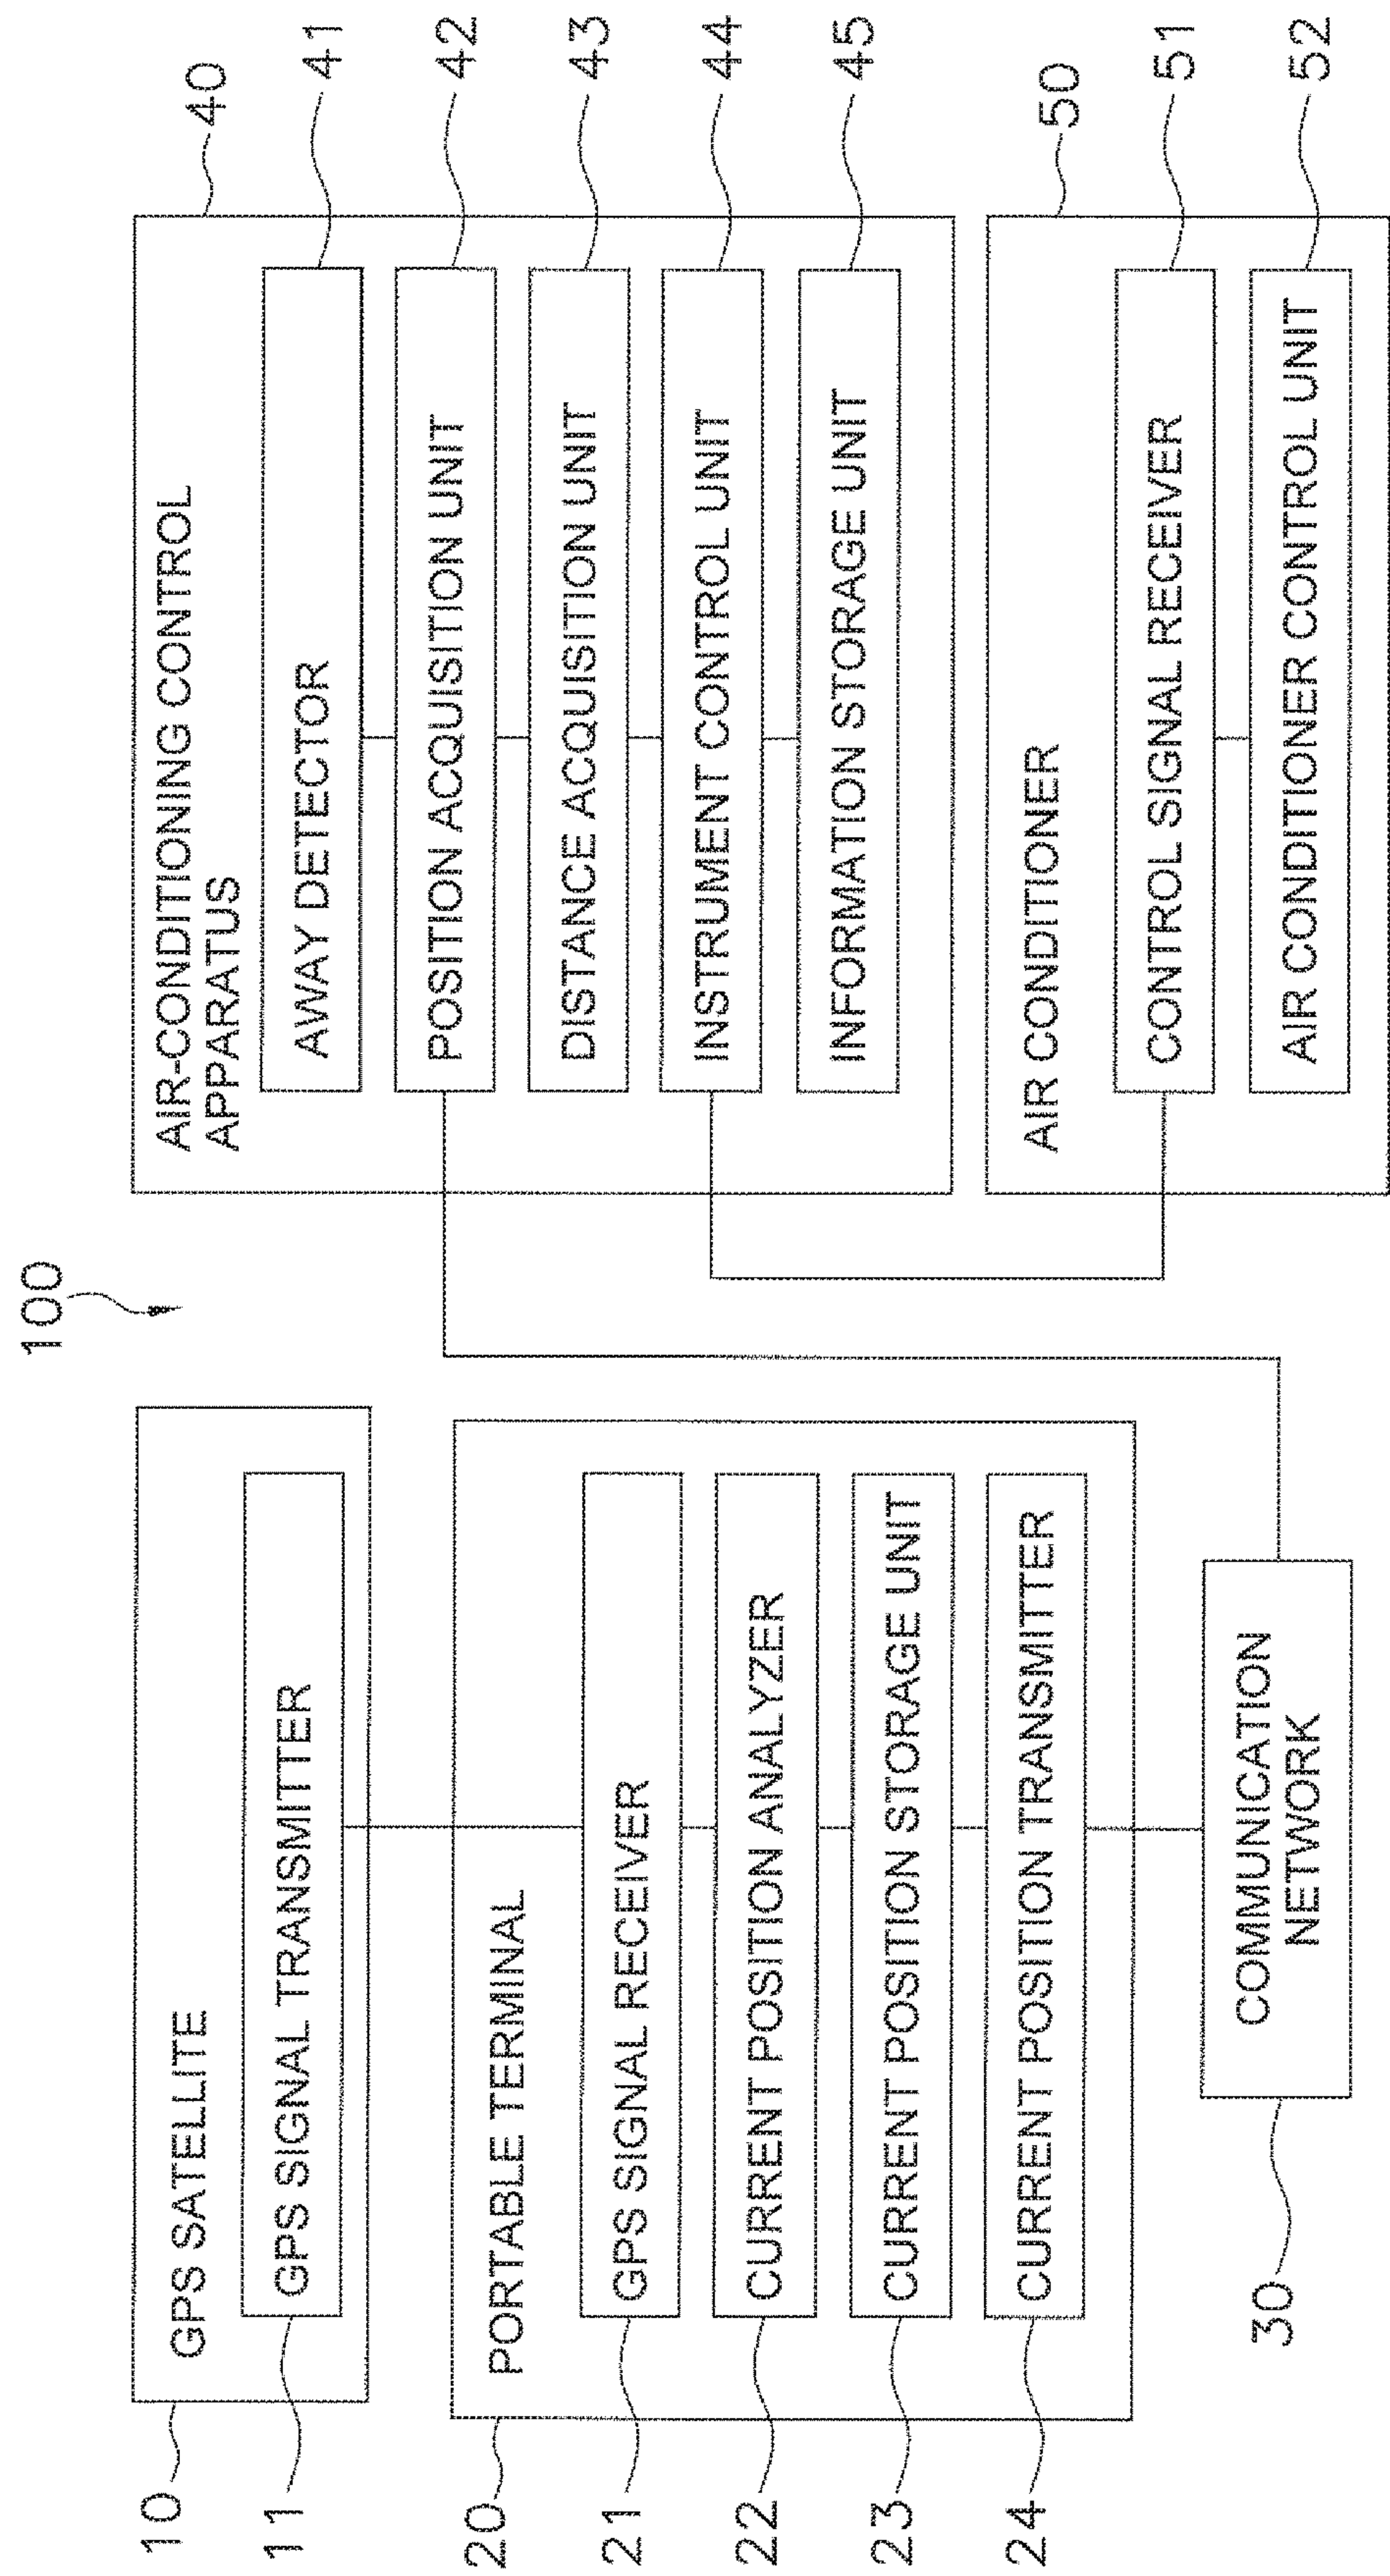 100
10
GPS SATELLITE
11
GPS SIGNAL TRANSMITTER
20
PORTABLE TERMINAL
21
GPS SIGNAL RECEIVER
22
CURRENT POSITION ANALYZER
23
CURRENT POSITION STORAGE UNIT
24
CURRENT POSITION TRANSMITTER
30
COMMUNICATION
NETWORK
40
AIR-CONDITIONING CONTROL
APPARATUS
41
AWAY DETECTOR
42
POSITION ACQUISITION UNIT
43
DISTANCE ACQUISITION UNIT
44
INSTRUMENT CONTROL UNIT
45
INFORMATION STORAGE UNIT
50
AIR CONDITIONER
51
CONTROL SIGNAL RECEIVER
52
AIR CONDITIONER CONTROL UNIT